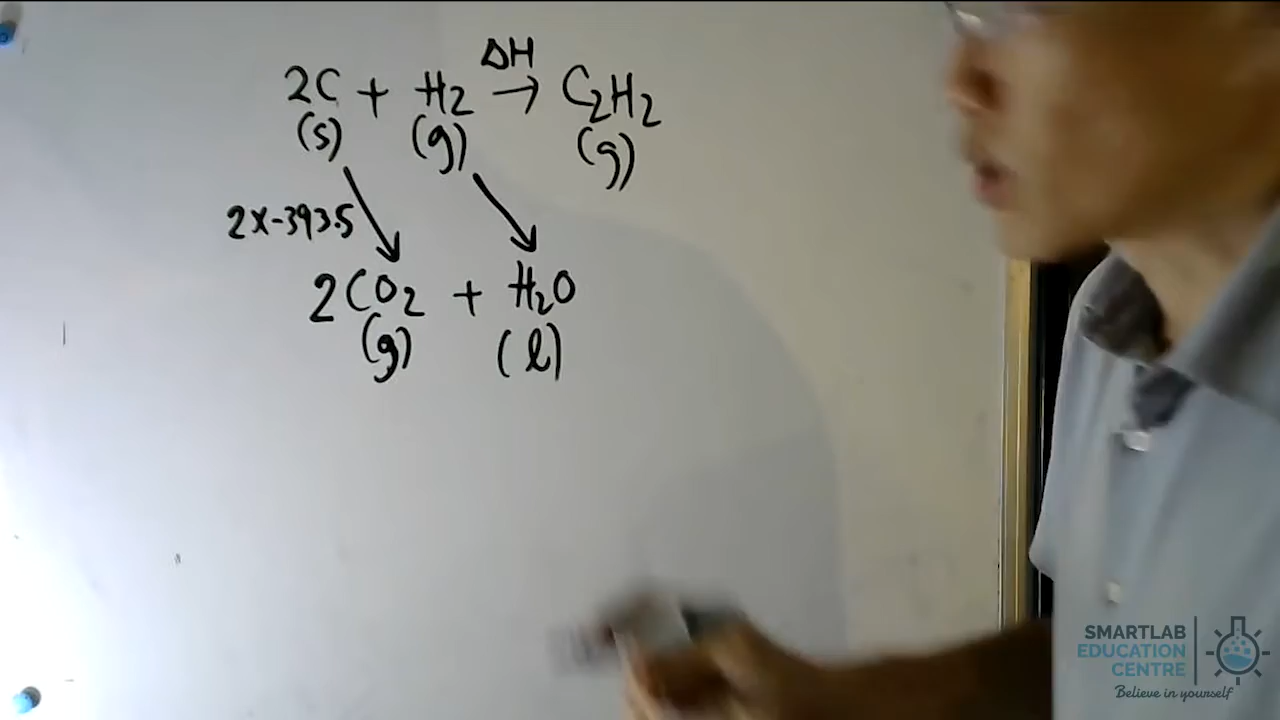 ΔH
2C + H2 → C2H2
(s) (g) (g)
2x-393.5
2CO2 + H2O
(g) (l)
SMARTLAB
EDUCATION
CENTRE
Believe in yourself